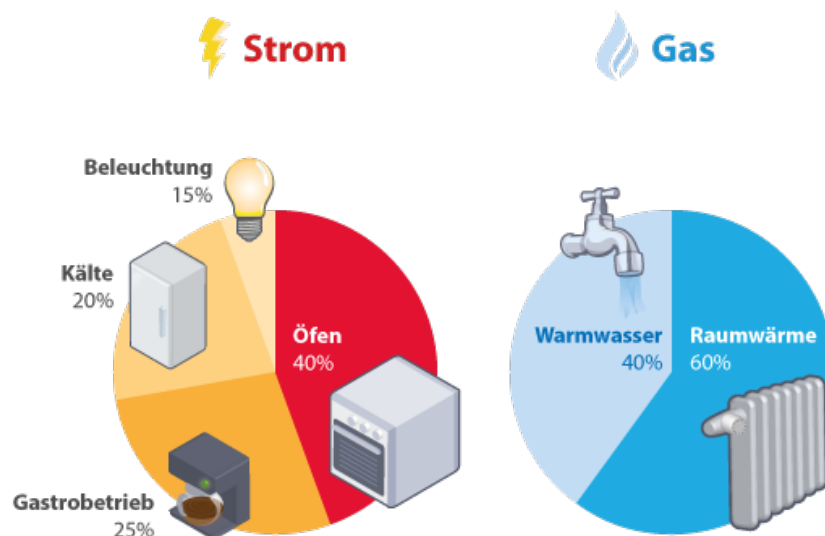 Strom
Beleuchtung
15%
Kälte
20%
Öfen
40%
Gastrobetrieb
25%
Gas
Warmwasser
40%
Raumwärme
60%